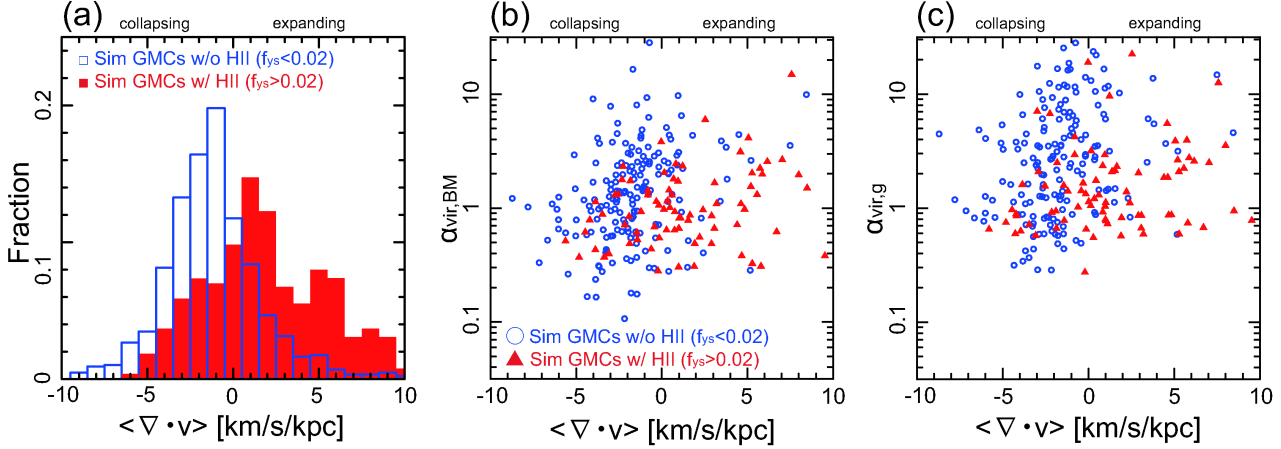 (a)
collapsing expanding
Sim GMCs w/o HII (fys<0.02)
Sim GMCs w/ HII (fys>0.02)
Fraction
0.2
0.1
0
-10 -5 0 5 10
<∇•v> [km/s/kpc]
(b)
collapsing expanding
αvir,BM
10
1
0.1
Sim GMCs w/o HII (fys<0.02)
Sim GMCs w/ HII (fys>0.02)
-10 -5 0 5 10
<∇•v> [km/s/kpc]
(c)
collapsing expanding
αvir,g
10
1
0.1
-10 -5 0 5 10
<∇•v> [km/s/kpc]